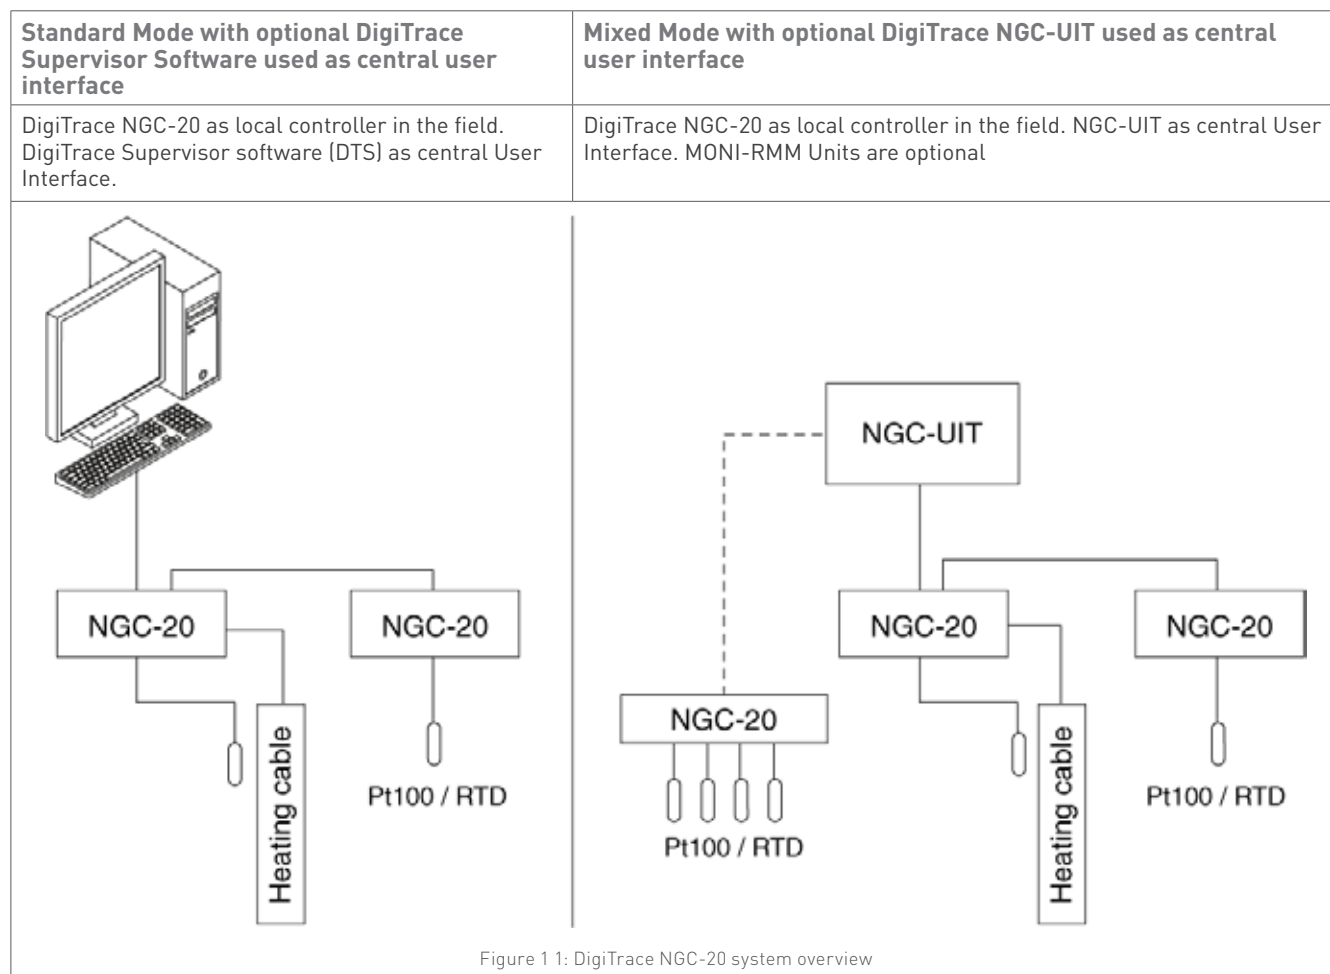 Standard Mode with optional DigiTrace
Supervisor Software used as central user
interface
Mixed Mode with optional DigiTrace NGC-UIT used as central
user interface
DigiTrace NGC-20 as local controller in the field.
DigiTrace Supervisor software (DTS) as central User
Interface.
DigiTrace NGC-20 as local controller in the field. NGC-UIT as central User
Interface. MONI-RMM Units are optional
NGC-20
NGC-20
Heating cable
Pt100 / RTD
NGC-UIT
NGC-20
NGC-20
NGC-20
Pt100 / RTD
Heating cable
Pt100 / RTD
Figure 1 1: DigiTrace NGC-20 system overview